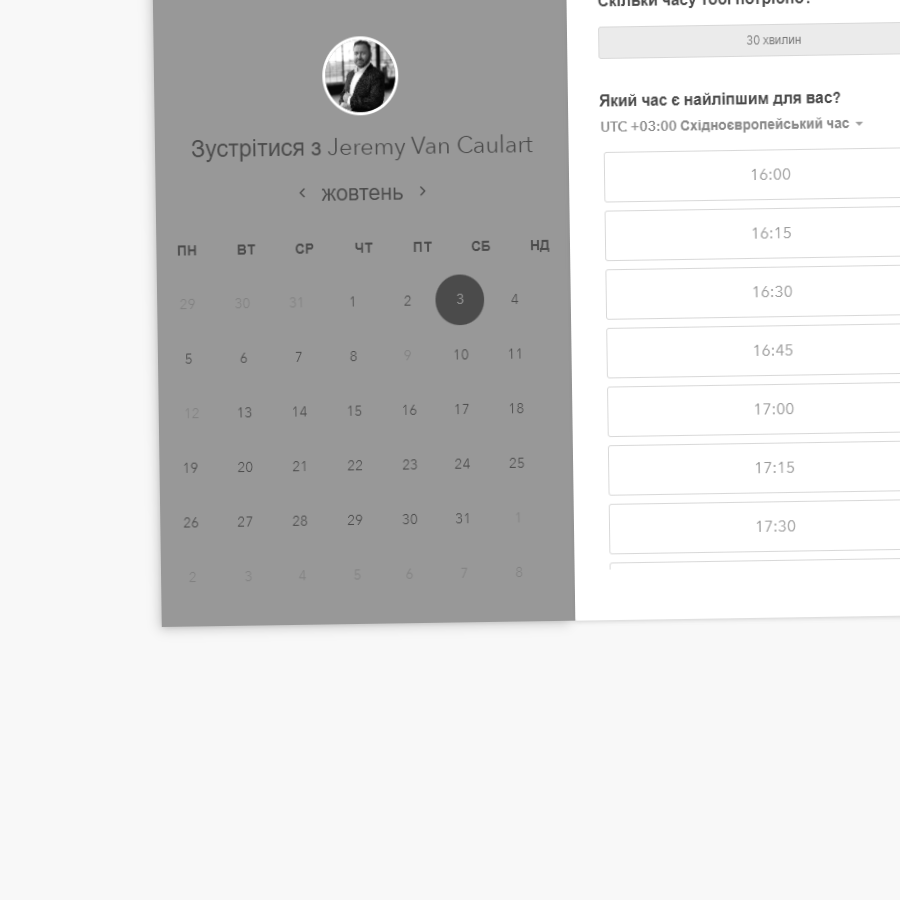 Скільки часу тобі потрібно?
30 хвилин
Який час є найліпшим для вас?
UTC +03:00 Східноєвропейський час
16:00
16:15
16:30
16:45
17:00
17:15
17:30
Зустрітися з Jeremy Van Caulart
жовтень
ПН ВТ СР ЧТ ПТ СБ НД
29 30 31 1 2 3 4
5 6 7 8 9 10 11
12 13 14 15 16 17 18
19 20 21 22 23 24 25
26 27 28 29 30 31 1
2 3 4 5 6 7 8